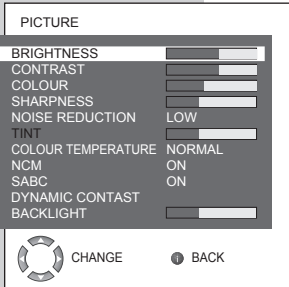 PICTURE
BRIGHTNESS
CONTRAST
COLOUR
SHARPNESS
NOISE REDUCTION LOW
TINT
COLOUR TEMPERATURE NORMAL
NCM ON
SABC ON
DYNAMIC CONTAST
BACKLIGHT
CHANGE i BACK